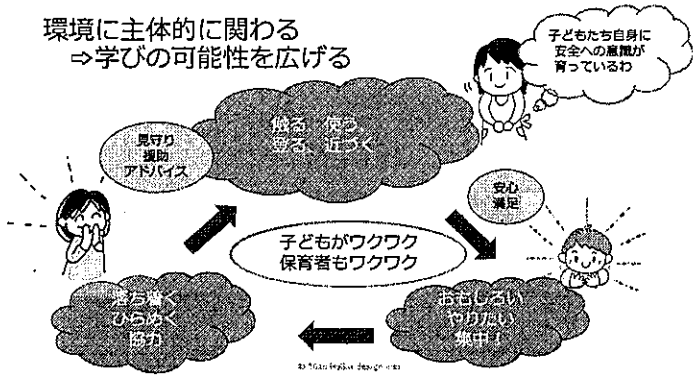 環境に主体的に関わる
⇨学びの可能性を広げる
子どもたち自身に
安全への意識が
育っているわ
触る、使う、
登る、近づく
見守り
援助
アドバイス
安心
満足
子どもがワクワク
保育者もワクワク
落ち着く
ひらめく
協力
おもしろい
やりたい
集中！